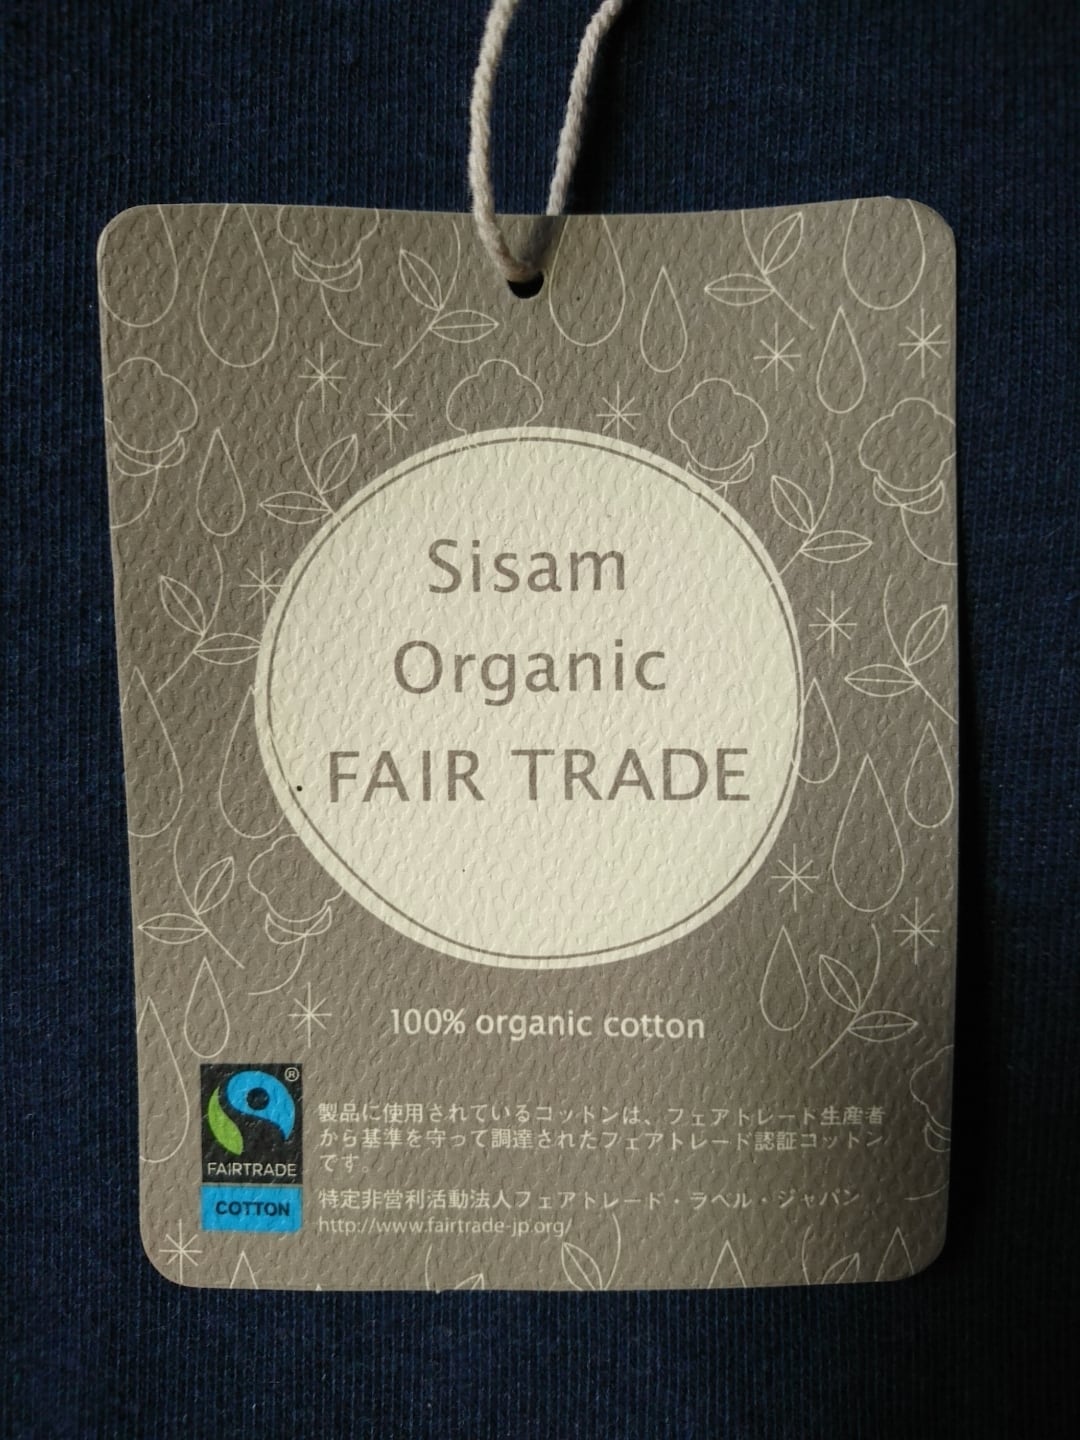 Sisam
Organic
FAIR TRADE
100% organic cotton
®
FAIRTRADE
COTTON
製品に使用されているコットンは、フェアトレード生産者
から基準を守って調達されたフェアトレード認証コットン
です。
特定非営利活動法人フェアトレード・ラベル・ジャパン
http://www.fairtrade-jp.org/